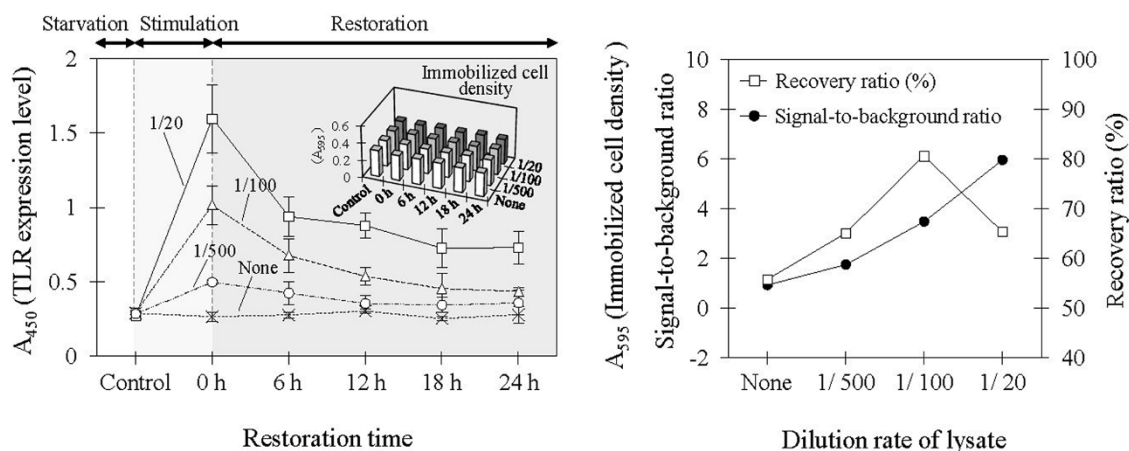 Starvation Stimulation Restoration
A450 (TLR expression level)
2
1.5
1
0.5
0
1/20
1/100
1/500
None
Immobilized cell
density
(A595)
0.6
0.4
0.2
0
Control
0 h
6 h
12 h
18 h
24 h
1/20
1/100
1/500
None
Control 0 h 6 h 12 h 18 h 24 h
Restoration time
A595 (Immobilized cell density)
Signal-to-background ratio
10
8
6
4
2
0
-2
Recovery ratio (%)
Signal-to-background ratio
100
90
80
70
60
50
40
Recovery ratio (%)
None 1/ 500 1/ 100 1/ 20
Dilution rate of lysate